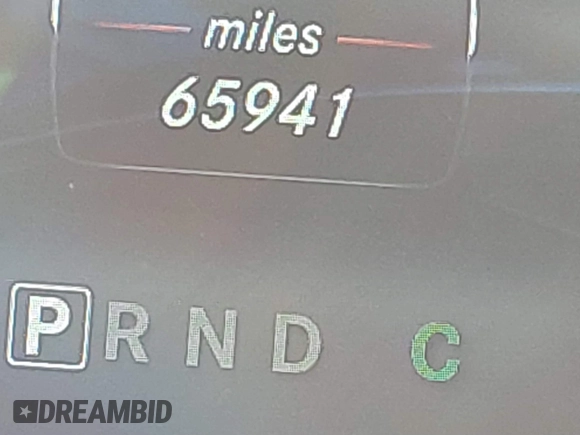 miles
65941
P R N D C
DREAMBID